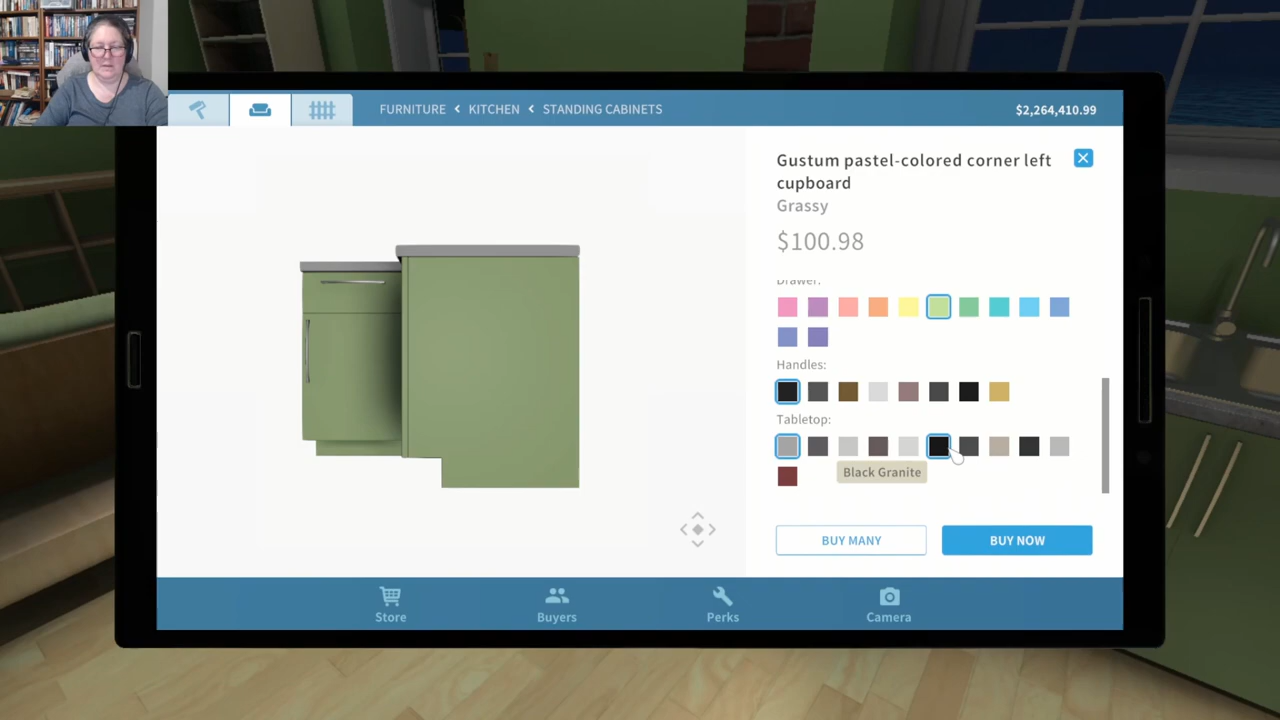 FURNITURE < KITCHEN < STANDING CABINETS
$2,264,410.99
Gustum pastel-colored corner left
cupboard
Grassy
$100.98
Drawer:
Handles:
Tabletop:
Black Granite
BUY MANY
BUY NOW
Store
Buyers
Perks
Camera